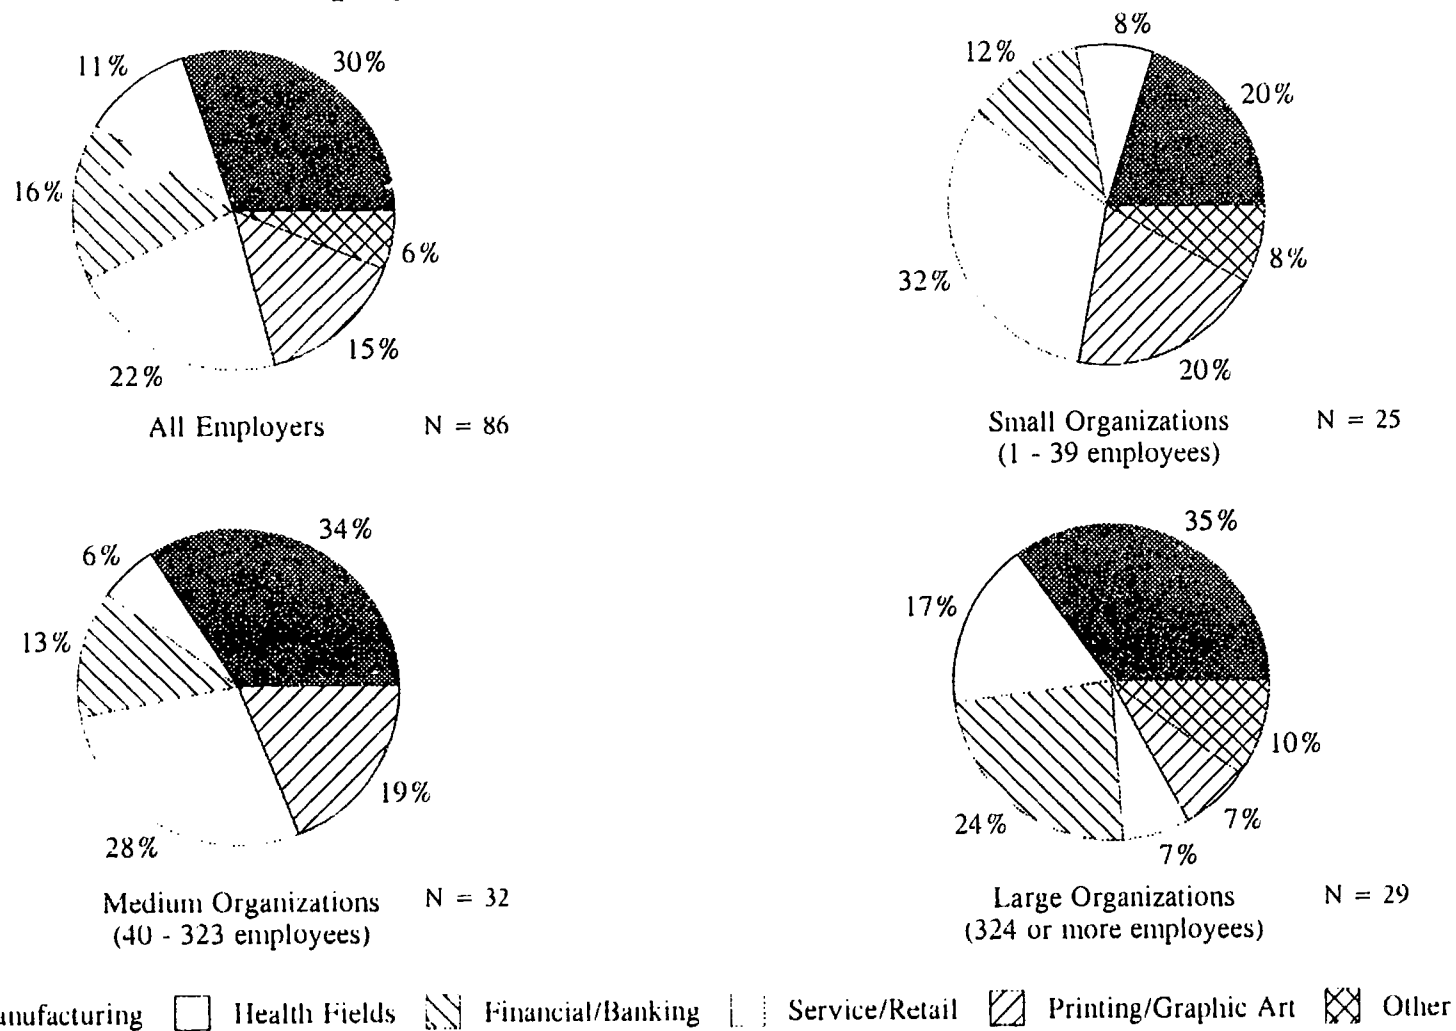 11%
30%
16%
6%
15%
22%
All Employers N = 86
8%
12%
20%
32%
8%
20%
Small Organizations N = 25
(1 - 39 employees)
34%
6%
13%
19%
28%
Medium Organizations N = 32
(40 - 323 employees)
35%
17%
10%
24%
7%
7%
Large Organizations N = 29
(324 or more employees)
anufacturing Health Fields Financial/Banking Service/Retail Printing/Graphic Art Other